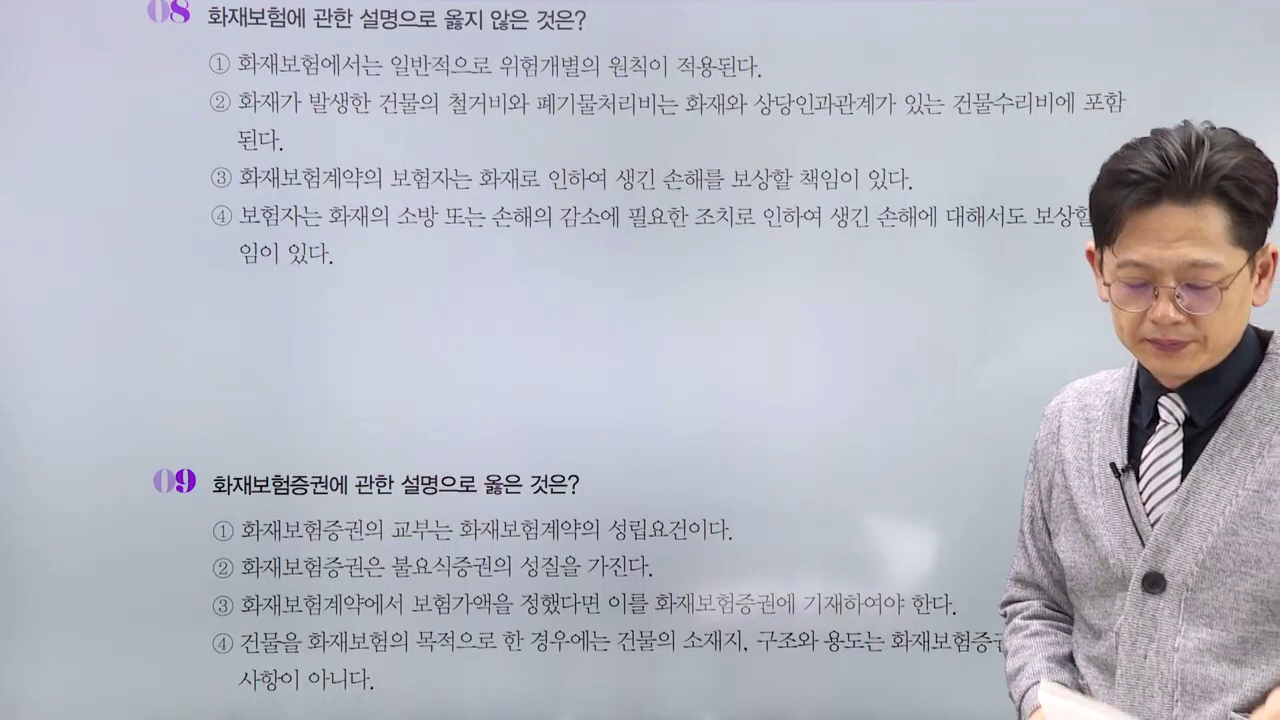 08 화재보험에 관한 설명으로 옳지 않은 것은?
① 화재보험에서는 일반적으로 위험개별의 원칙이 적용된다.
② 화재가 발생한 건물의 철거비와 폐기물처리비는 화재와 상당인과관계가 있는 건물수리비에 포함
된다.
③ 화재보험계약의 보험자는 화재로 인하여 생긴 손해를 보상할 책임이 있다.
④ 보험자는 화재의 소방 또는 손해의 감소에 필요한 조치로 인하여 생긴 손해에 대해서도 보상할
임이 있다.
09 화재보험증권에 관한 설명으로 옳은 것은?
① 화재보험증권의 교부는 화재보험계약의 성립요건이다.
② 화재보험증권은 불요식증권의 성질을 가진다.
③ 화재보험계약에서 보험가액을 정했다면 이를 화재보험증권에 기재하여야 한다.
④ 건물을 화재보험의 목적으로 한 경우에는 건물의 소재지, 구조와 용도는 화재보험증
사항이 아니다.